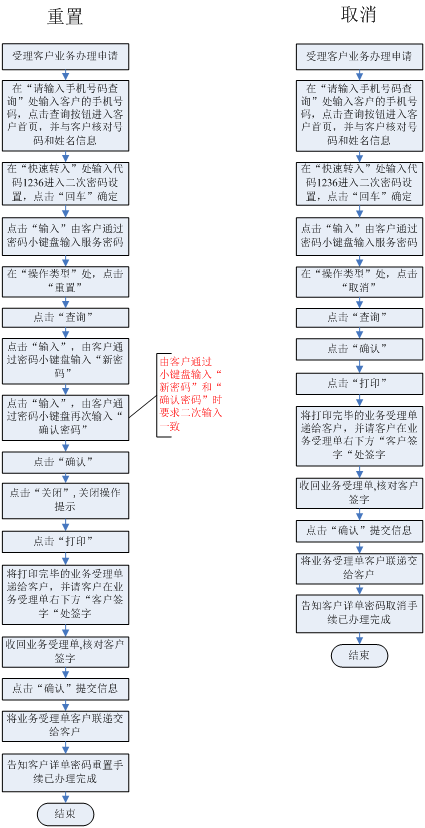 重置
受理客户业务办理申请
在“请输入手机号码查
询”处输入客户的手机号
码，点击查询按钮进入客
户首页，并与客户核对号
码和姓名信息
在“快速转入”处输入代
码1236进入二次密码设
置，点击“回车”确定
点击“输入”由客户通过
密码小键盘输入服务密码
在“操作类型”处，点击
“重置”
点击“查询”
点击“输入”，由客户通
过密码小键盘输入“新密
码”
点击“输入”，由客户通
过密码小键盘再次输入“
确认密码”
由客户通过
小键盘输入“
新密码”和“
确认密码”时
要求二次输入
一致
点击“确认”
点击“关闭”,关闭操作
提示
点击“打印”
将打印完毕的业务受理单
递给客户，并请客户在业
务受理单右下方“客户签
字“处签字
收回业务受理单,核对客户
签字
点击“确认”提交信息
将业务受理单客户联递交
给客户
告知客户详单密码重置手
续已办理完成
结束
取消
受理客户业务办理申请
在“请输入手机号码查
询”处输入客户的手机号
码，点击查询按钮进入客
户首页，并与客户核对号
码和姓名信息
在“快速转入”处输入代
码1236进入二次密码设
置，点击“回车”确定
点击“输入”由客户通过
密码小键盘输入服务密码
在“操作类型”处，点击
“取消”
点击“查询”
点击“确认”
点击“打印”
将打印完毕的业务受理单
递给客户，并请客户在业
务受理单右下方“客户签
字“处签字
收回业务受理单,核对客户
签字
点击“确认”提交信息
将业务受理单客户联递交
给客户
告知客户详单密码取消手
续已办理完成
结束